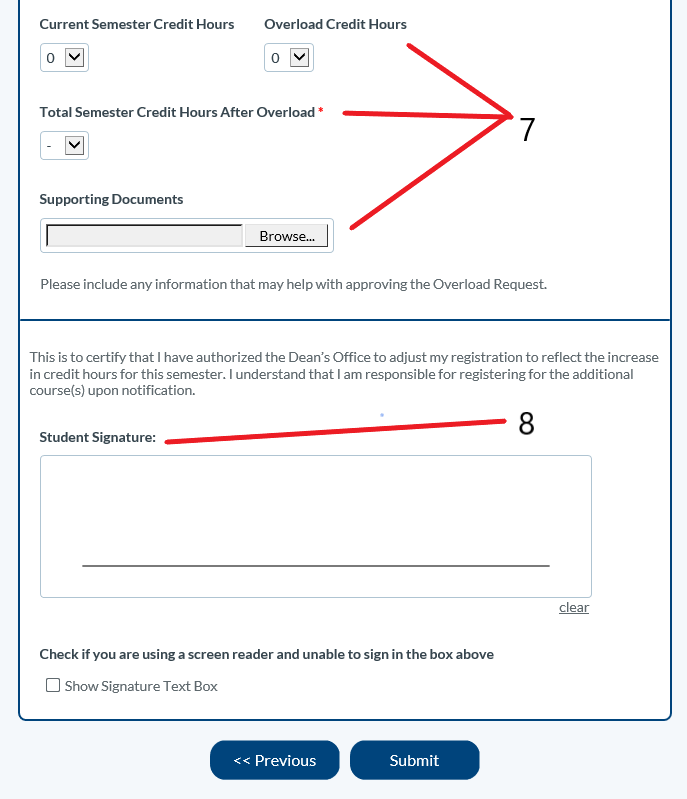 Current Semester Credit Hours Overload Credit Hours
0 0
Total Semester Credit Hours After Overload *
7
-
Supporting Documents
Browse...
Please include any information that may help with approving the Overload Request.
This is to certify that I have authorized the Dean's Office to adjust my registration to reflect the increase
in credit hours for this semester. I understand that I am responsible for registering for the additional
course(s) upon notification.
8
Student Signature:
clear
Check if you are using a screen reader and unable to sign in the box above
Show Signature Text Box
<< Previous Submit